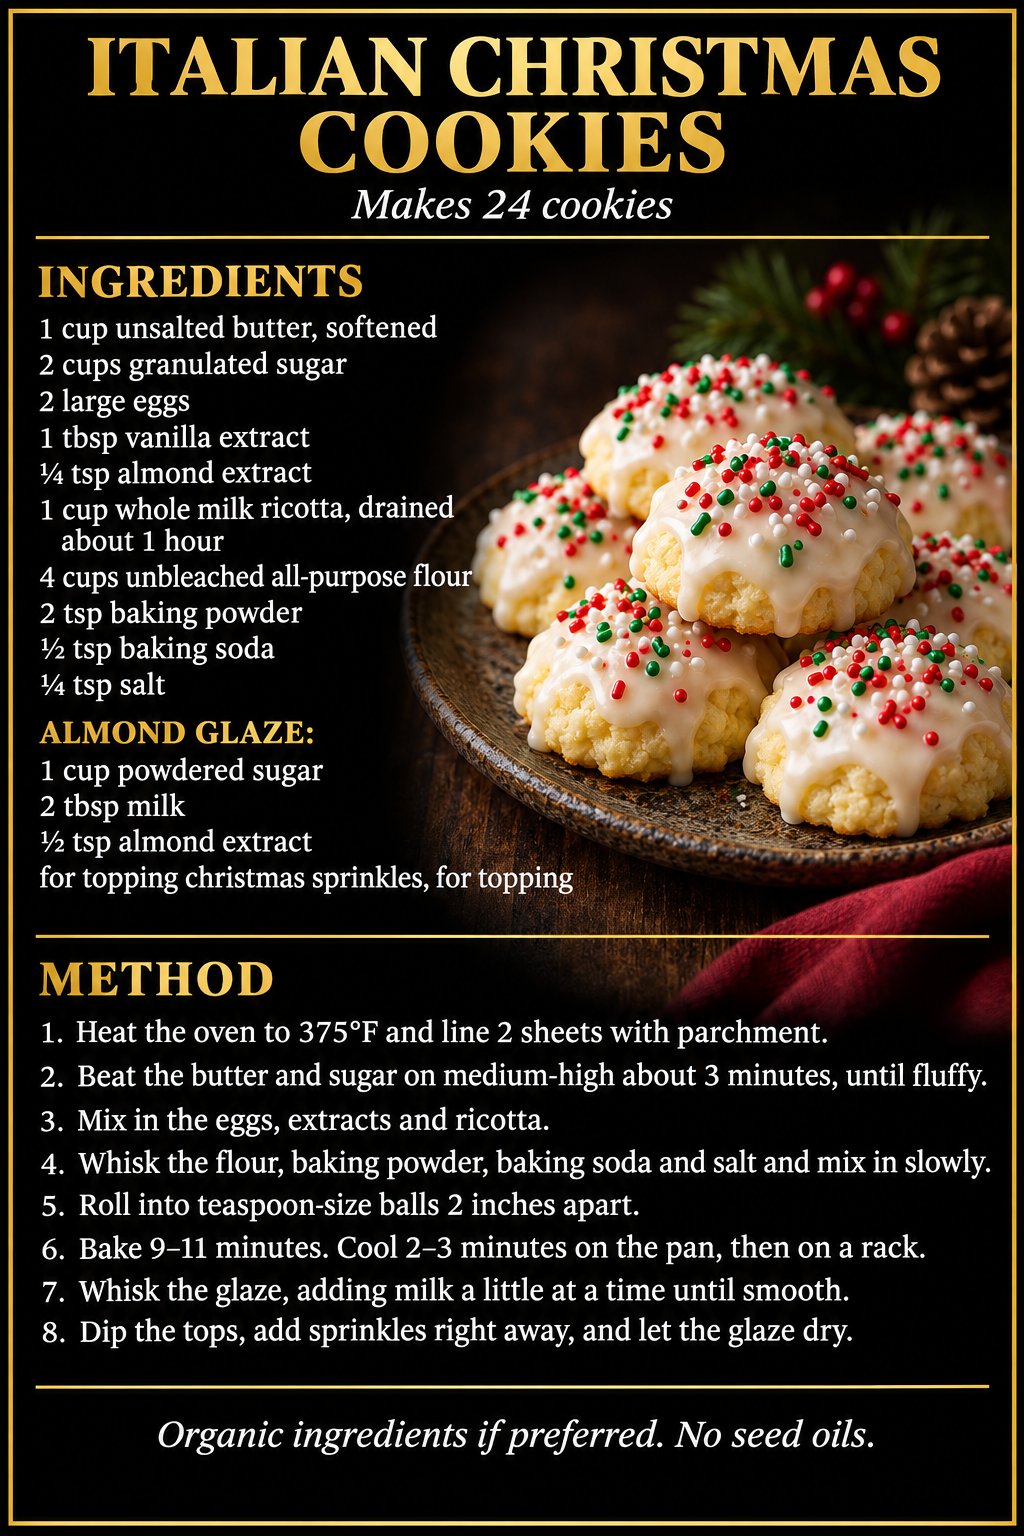 ITALIAN CHRISTMAS
COOKIES
Makes 24 cookies
INGREDIENTS
1 cup unsalted butter, softened
2 cups granulated sugar
2 large eggs
1 tbsp vanilla extract
¼ tsp almond extract
1 cup whole milk ricotta, drained
about 1 hour
4 cups unbleached all-purpose flour
2 tsp baking powder
½ tsp baking soda
¼ tsp salt
ALMOND GLAZE:
1 cup powdered sugar
2 tbsp milk
½ tsp almond extract
for topping christmas sprinkles, for topping
METHOD
1. Heat the oven to 375°F and line 2 sheets with parchment.
2. Beat the butter and sugar on medium-high about 3 minutes, until fluffy.
3. Mix in the eggs, extracts and ricotta.
4. Whisk the flour, baking powder, baking soda and salt and mix in slowly.
5. Roll into teaspoon-size balls 2 inches apart.
6. Bake 9–11 minutes. Cool 2–3 minutes on the pan, then on a rack.
7. Whisk the glaze, adding milk a little at a time until smooth.
8. Dip the tops, add sprinkles right away, and let the glaze dry.
Organic ingredients if preferred. No seed oils.